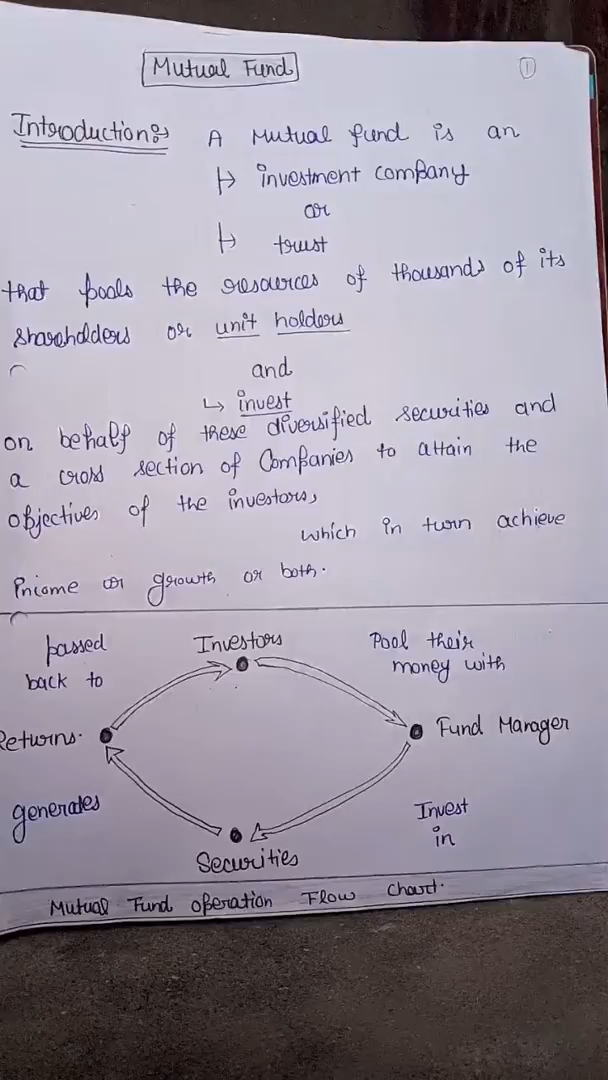 Mutual Fund
1
Introduction:→ A Mutual fund is an
↦ investment company
or
↦ trust
that pools the resources of thousands of its
shareholders or unit holders
and
↳ invest
on behalf of these diversified securities and
a cross section of Companies to attain the
objectives of the investors,
which in turn achieve
Income or growth or both.
passed
back to
Investors
Pool their
money with
Returns.
Fund Manager
generates
Invest
in
Securities
Mutual Fund operation Flow Chart.